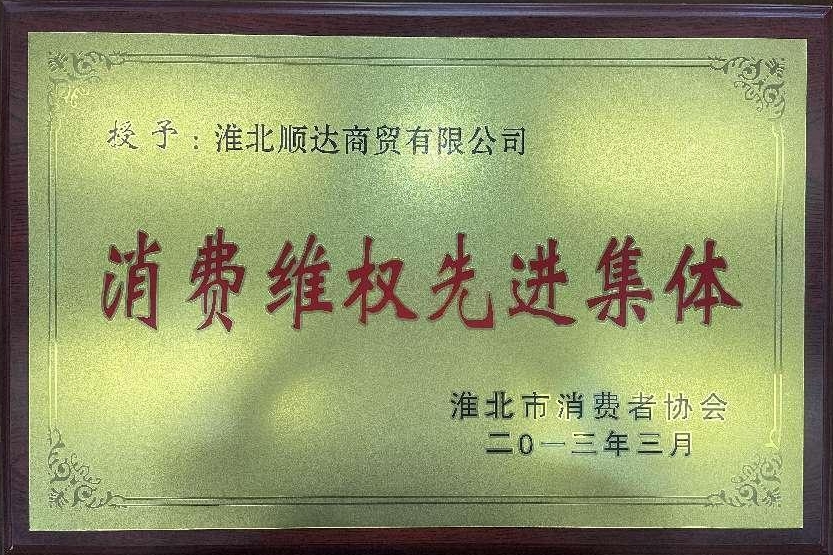 授予：淮北顺达商贸有限公司
消费维权先进集体
淮北市消费者协会
二0一三年三月